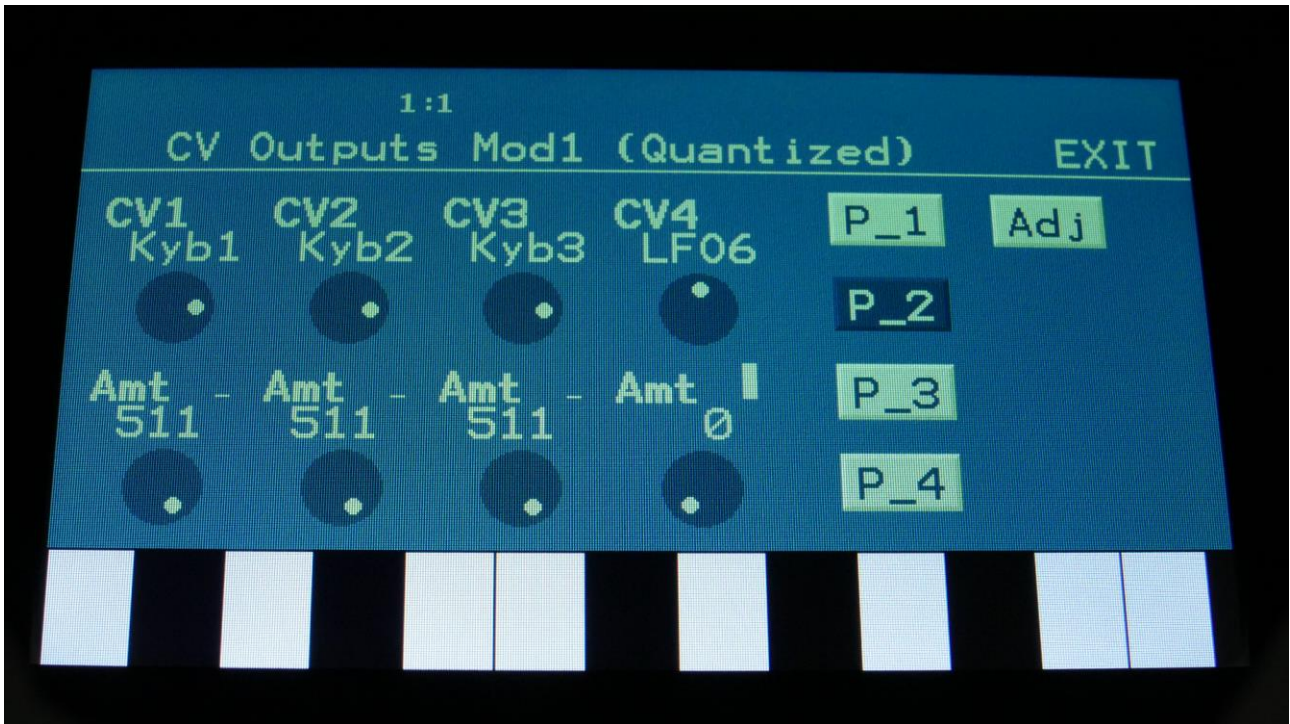 1:1
CV Outputs Mod1 (Quantized) EXIT
CV1 CV2 CV3 CV4 P_1 Adj
Kyb1 Kyb2 Kyb3 LFO6
P_2
Amt - Amt - Amt - Amt P_3
511 511 511 0
P_4